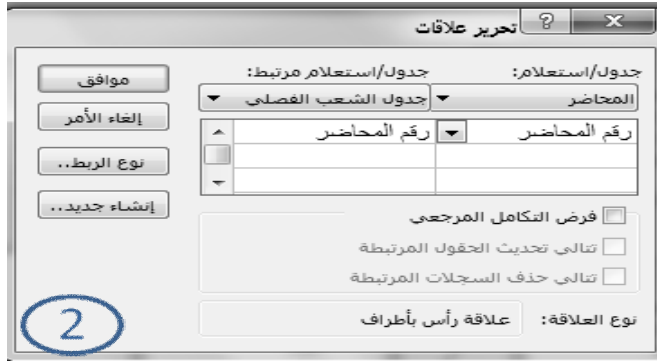 تحرير علاقات
جدول/استعلام: جدول/استعلام مرتبط:
المحاضر جدول الشعب الفصلي
رقم المحاضر رقم المحاضر
موافق
إلغاء الأمر
نوع الربط..
إنشاء جديد..
فرض التكامل المرجعي
تتالي تحديث الحقول المرتبطة
تتالي حذف السجلات المرتبطة
نوع العلاقة: علاقة رأس بأطراف
2